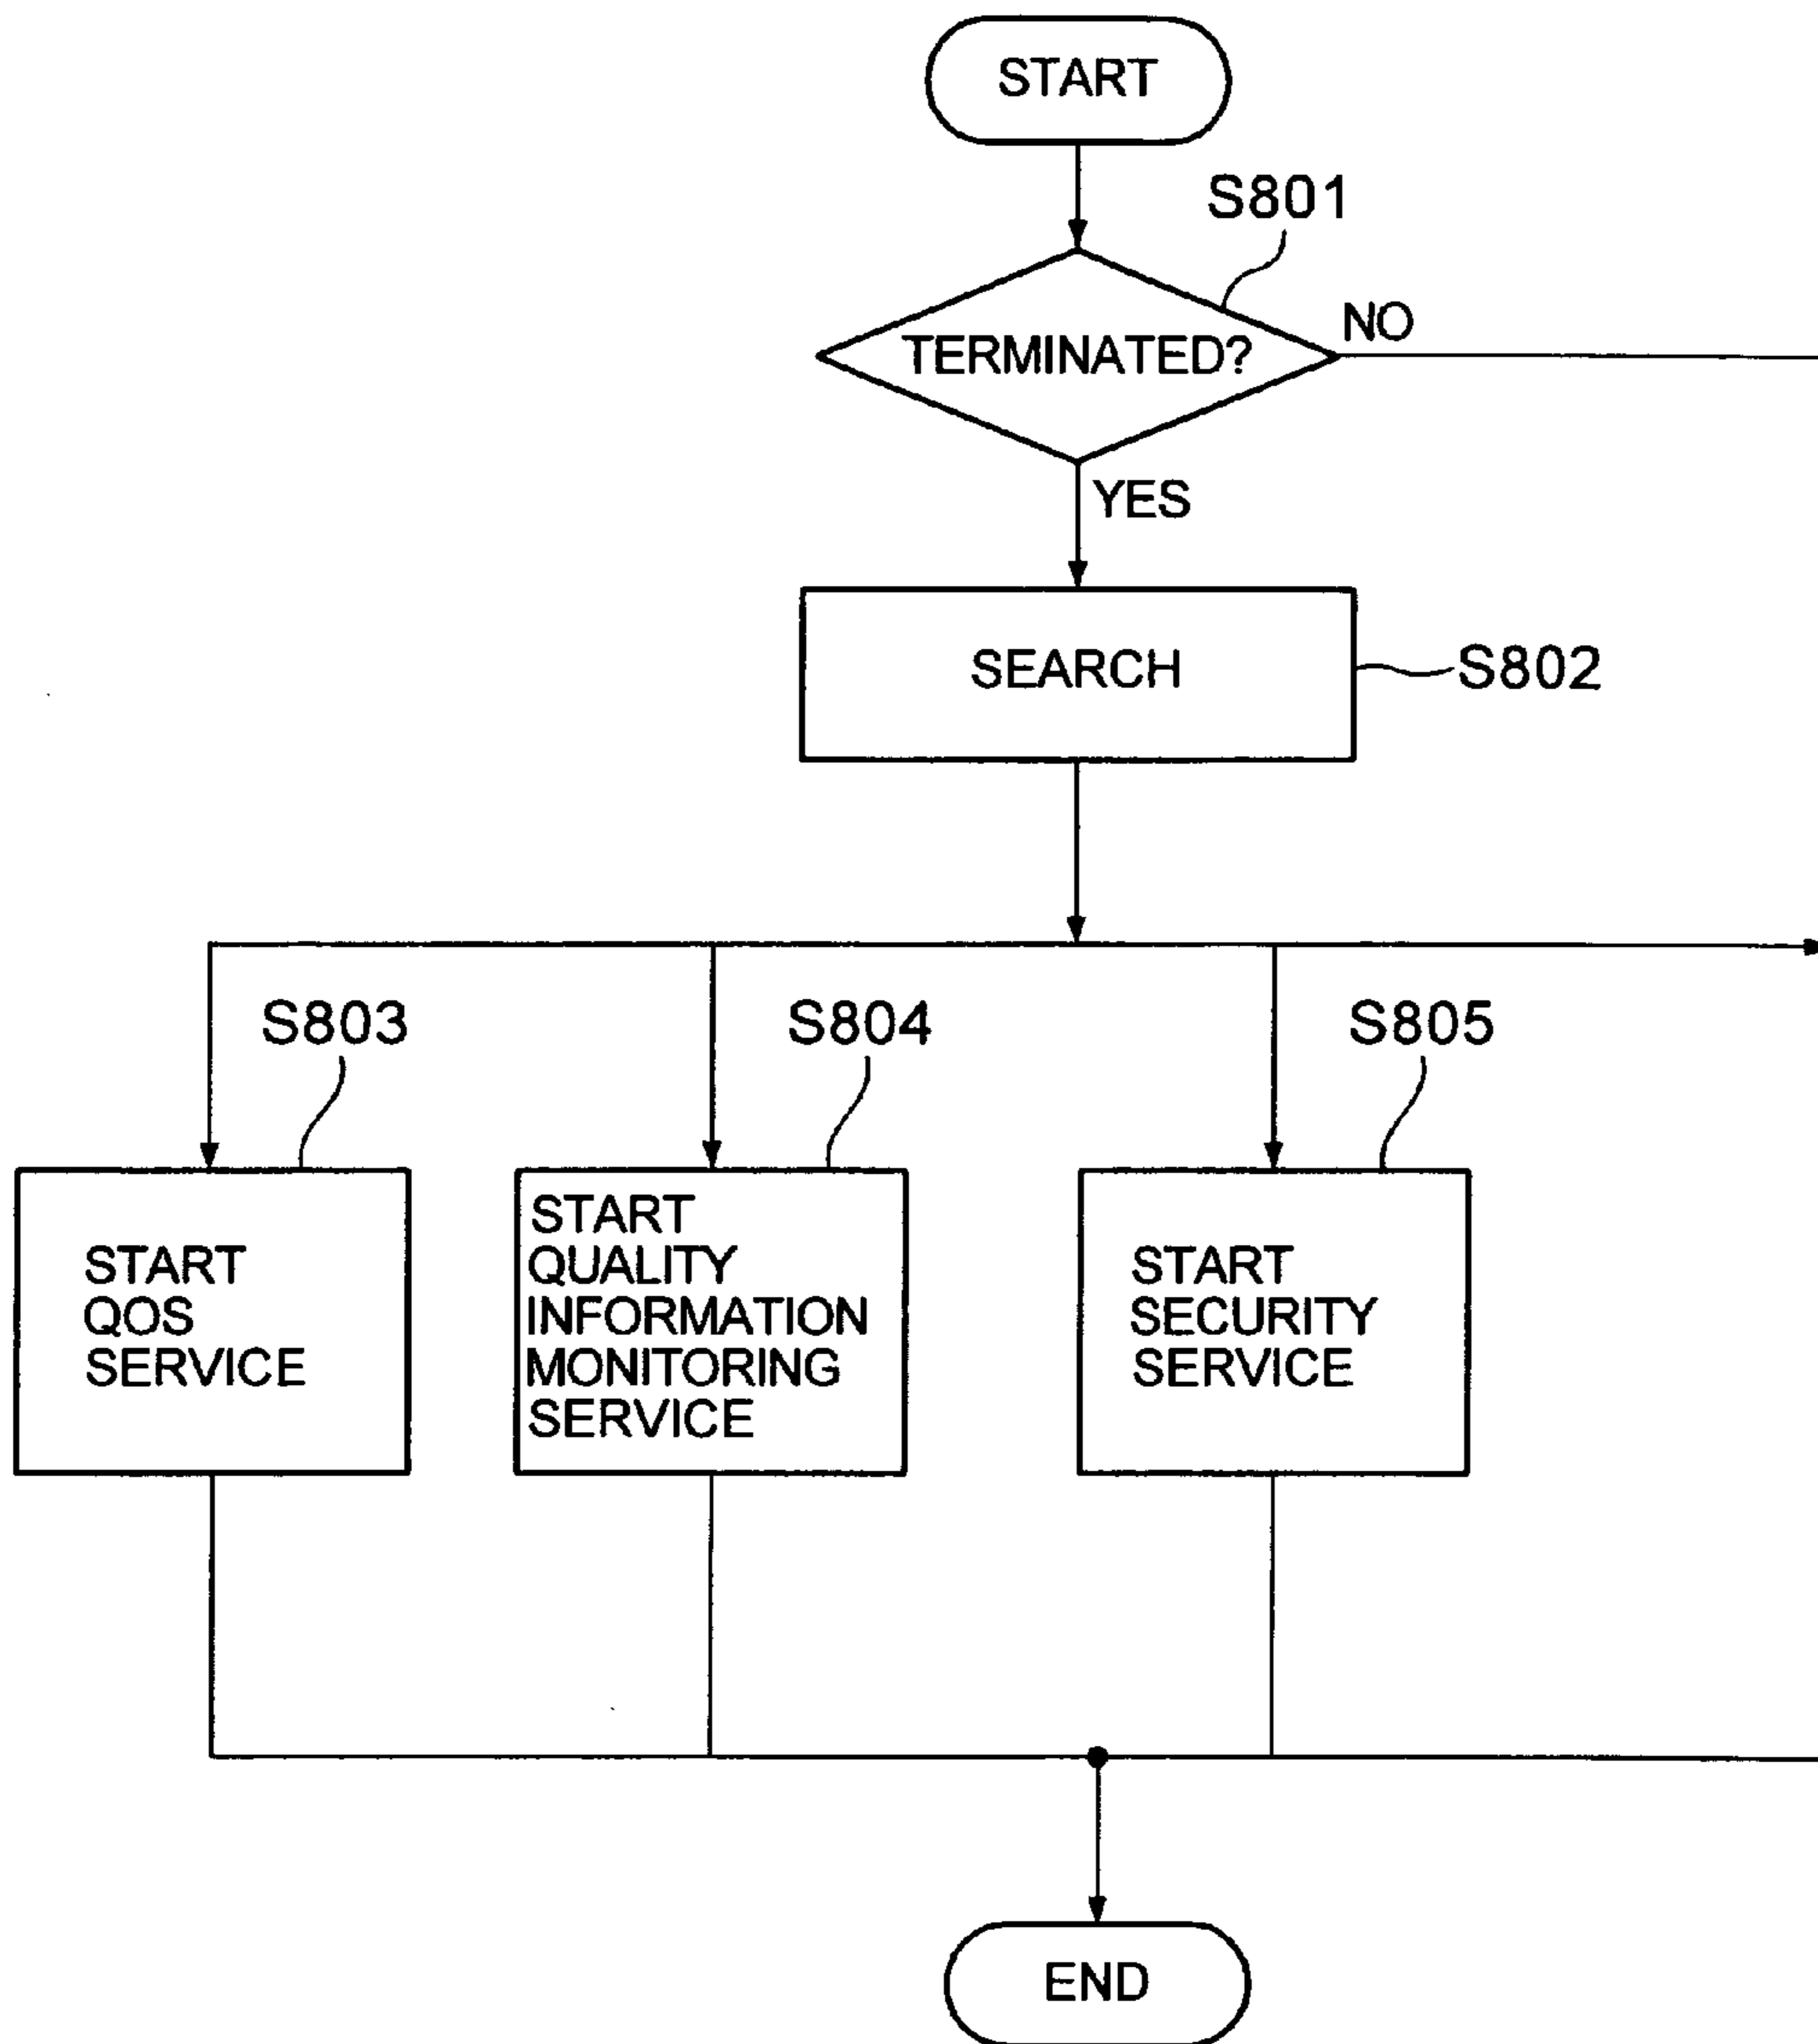 START
S801
TERMINATED?
NO
YES
SEARCH
S802
S803
S804
S805
START
QOS
SERVICE
START
QUALITY
INFORMATION
MONITORING
SERVICE
START
SECURITY
SERVICE
END